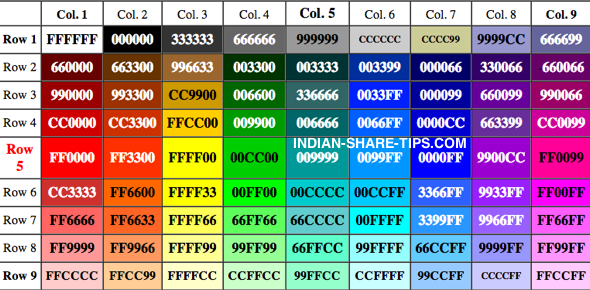 Col. 1 Col. 2 Col. 3 Col. 4 Col. 5 Col. 6 Col. 7 Col. 8 Col. 9
Row 1 FFFFFF 000000 333333 666666 999999 CCCCCC CCCC99 9999CC 666699
Row 2 660000 663300 996633 003300 003333 003399 000066 330066 660066
Row 3 990000 993300 CC9900 006600 336666 0033FF 000099 660099 990066
Row 4 CC0000 CC3300 FFCC00 009900 006666 0066FF 0000CC 663399 CC0099
INDIAN-SHARE-TIPS.COM
Row 5 FF0000 FF3300 FFFF00 00CC00 009999 0099FF 0000FF 9900CC FF0099
Row 6 CC3333 FF6600 FFFF33 00FF00 00CCCC 00CCFF 3366FF 9933FF FF00FF
Row 7 FF6666 FF6633 FFFF66 66FF66 66CCCC 00FFFF 3399FF 9966FF FF66FF
Row 8 FF9999 FF9966 FFFF99 99FF99 66FFCC 99FFFF 66CCFF 9999FF FF99FF
Row 9 FFCCCC FFCC99 FFFFCC CCFFCC 99FFCC CCFFFF 99CCFF CCCCFF FFCCFF